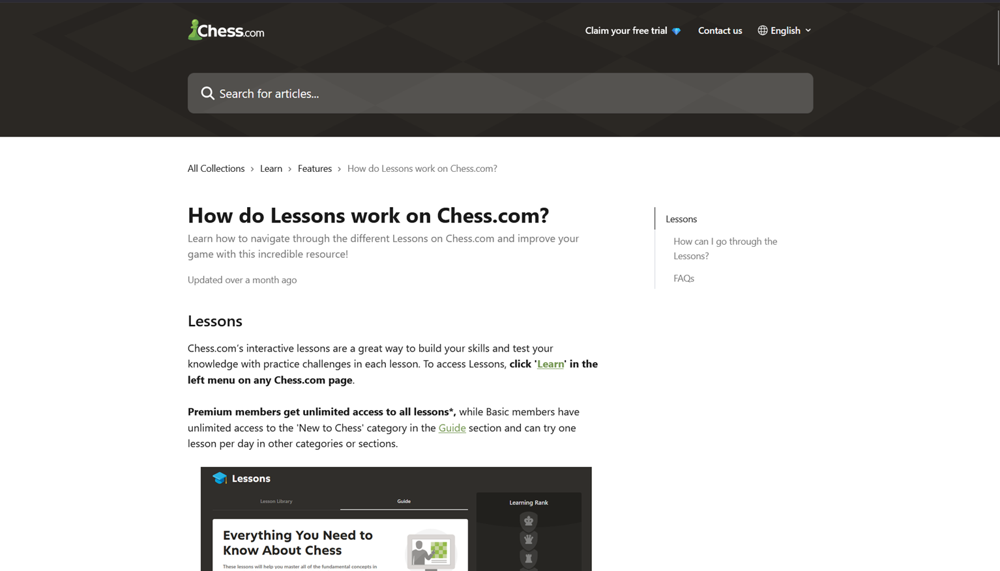 Chess.com
Claim your free trial
Contact us
English
Search for articles...
All Collections > Learn > Features > How do Lessons work on Chess.com?
How do Lessons work on Chess.com?
Learn how to navigate through the different Lessons on Chess.com and improve your
game with this incredible resource!
Updated over a month ago
Lessons
How can I go through the
Lessons?
FAQs
Lessons
Chess.com’s interactive lessons are a great way to build your skills and test your
knowledge with practice challenges in each lesson. To access Lessons, click 'Learn' in the
left menu on any Chess.com page.
Premium members get unlimited access to all lessons*, while Basic members have
unlimited access to the 'New to Chess' category in the Guide section and can try one
lesson per day in other categories or sections.
Lessons
Lesson Library
Guide
Learning Rank
Everything You Need to
Know About Chess
These lessons will help you master all of the fundamental concepts in